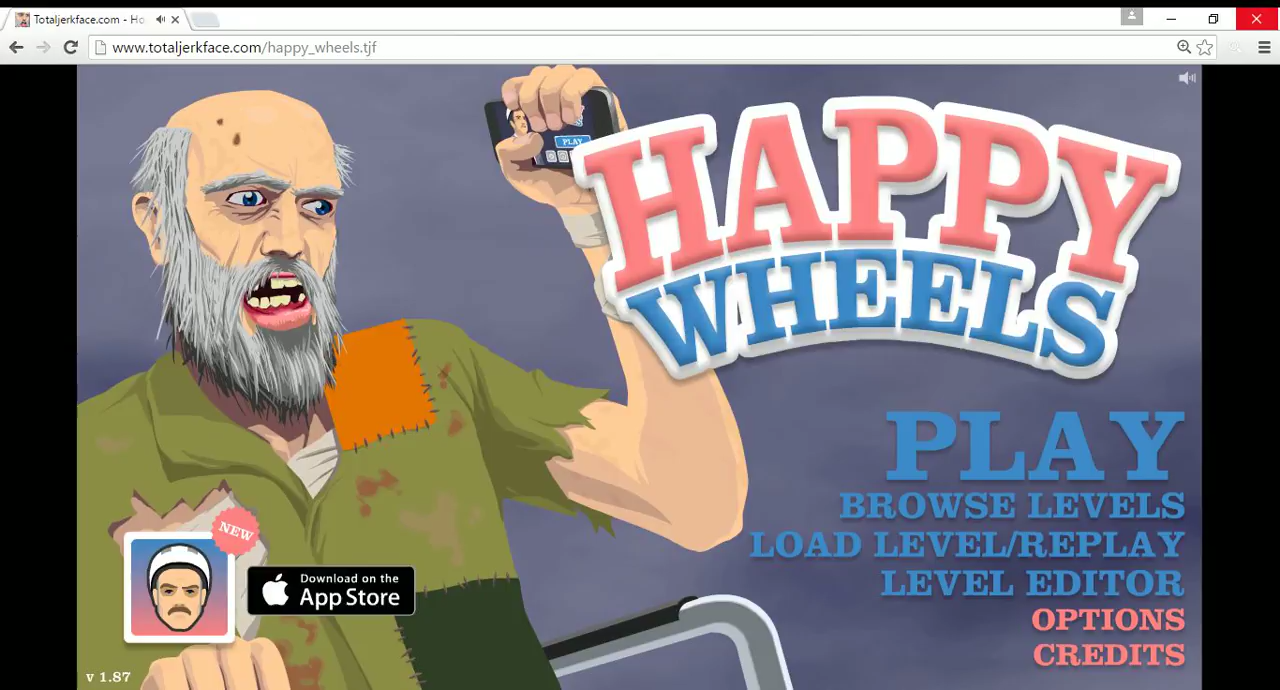 Totaljerkface.com - Ho
www.totaljerkface.com/happy_wheels.tjf
PLAY
HAPPY
WHEELS
PLAY
BROWSE LEVELS
LOAD LEVEL/REPLAY
LEVEL EDITOR
OPTIONS
CREDITS
NEW
Download on the
App Store
v 1.87